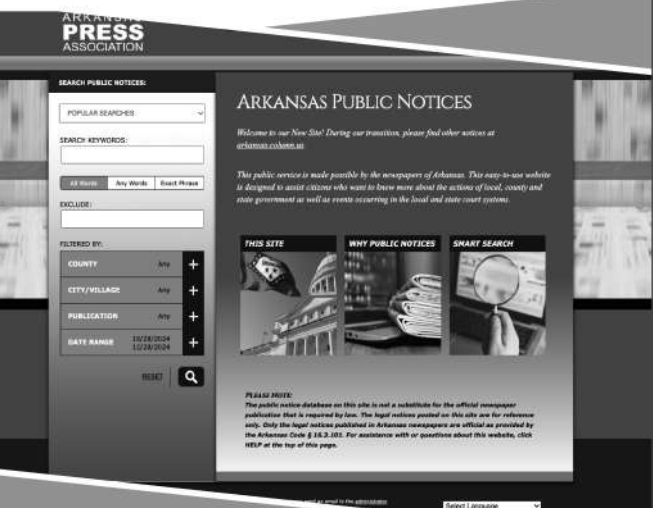 ARKANSAS
PRESS
ASSOCIATION
SEARCH PUBLIC NOTICES:
POPULAR SEARCHES
SEARCH KEYWORDS:
All Words Any Words Exact Phrase
EXCLUDE:
FILTERED BY:
COUNTY Any +
CITY/VILLAGE Any +
PUBLICATION Any +
DATE RANGE 10/28/2024 +
12/28/2024
RESET
ARKANSAS PUBLIC NOTICES
Welcome to our New Site! During our transition, please find other notices at
arkansas.column.us
This public service is made possible by the newspapers of Arkansas. This easy-to-use website
is designed to assist citizens who want to know more about the actions of local, county and
state government as well as events occurring in the local and state court systems.
THIS SITE
WHY PUBLIC NOTICES
SMART SEARCH
PLEASE NOTE:
The public notice database on this site is not a substitute for the official newspaper
publication that is required by law. The legal notices posted on this site are for reference
only. Only the legal notices published in Arkansas newspapers are official as provided by
the Arkansas Code § 16.3.101. For assistance with or questions about this website, click
HELP at the top of this page.
email to the administrator
Select Language